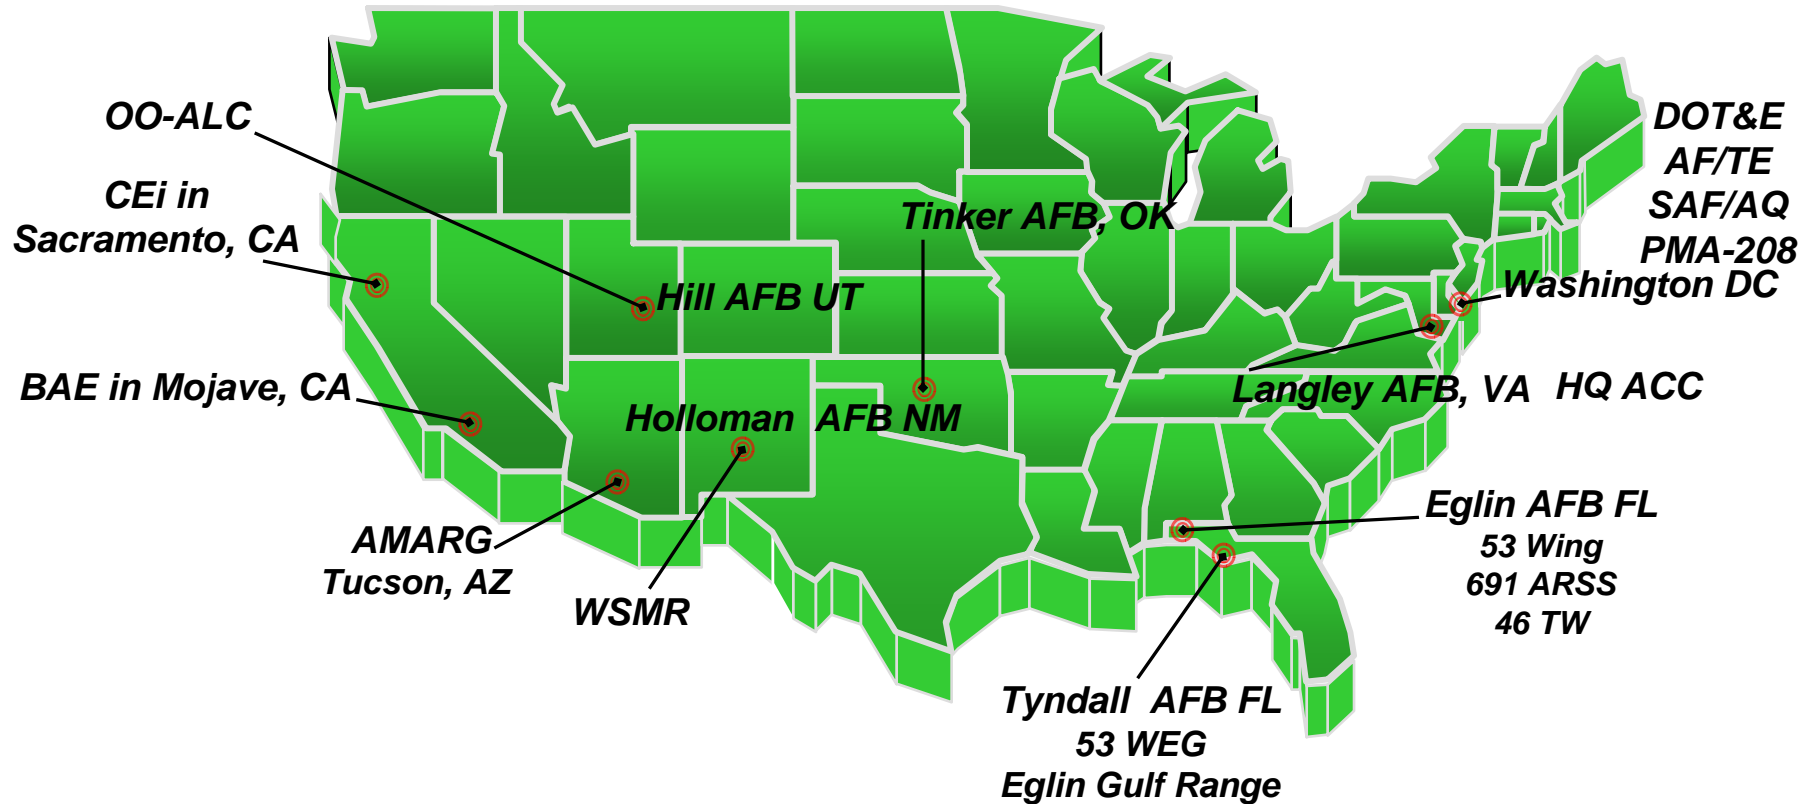 OO-ALC
CEi in
Sacramento, CA
BAE in Mojave, CA
AMARG
Tucson, AZ
WSMR
Hill AFB UT
Holloman AFB NM
Tinker AFB, OK
DOT&E
AF/TE
SAF/AQ
PMA-208
Washington DC
Langley AFB, VA HQ ACC
Eglin AFB FL
53 Wing
691 ARSS
46 TW
Tyndall AFB FL
53 WEG
Eglin Gulf Range